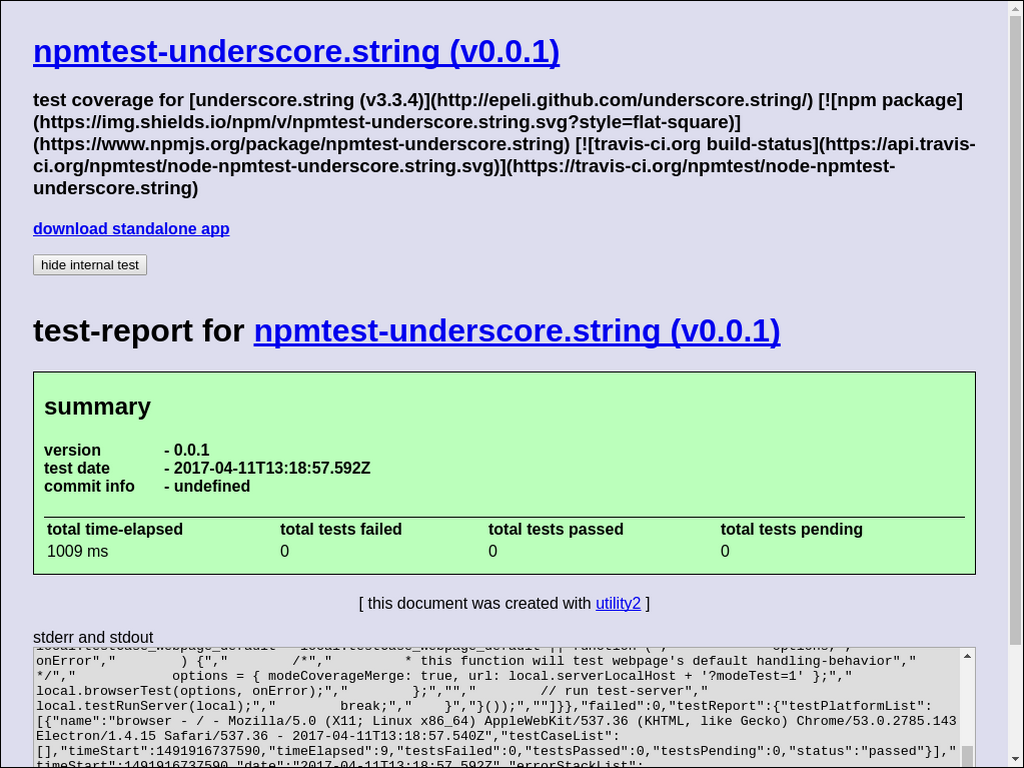 npmtest-underscore.string (v0.0.1)
test coverage for [underscore.string (v3.3.4)](http://epeli.github.com/underscore.string/) [![npm package]
(https://img.shields.io/npm/v/npmtest-underscore.string.svg?style=flat-square)]
(https://www.npmjs.org/package/npmtest-underscore.string) [![travis-ci.org build-status](https://api.travis-
ci.org/npmtest/node-npmtest-underscore.string.svg)](https://travis-ci.org/npmtest/node-npmtest-
underscore.string)
download standalone app
hide internal test
test-report for npmtest-underscore.string (v0.0.1)
summary
version - 0.0.1
test date - 2017-04-11T13:18:57.592Z
commit info - undefined
total time-elapsed total tests failed total tests passed total tests pending
1009 ms 0 0 0
[ this document was created with utility2 ]
stderr and stdout
onError","        ) {","        /*","         * this function will test webpage's default handling-behavior","
*/","         options = { modeCoverageMerge: true, url: local.serverLocalHost + '?modeTest=1' };","
local.browserTest(options, onError);","        };","","        // run test-server","
local.testRunServer(local);","        break;","    }","}());",""]}},"failed":0,"testReport":{"testPlatformList":
[{"name":"browser - / - Mozilla/5.0 (X11; Linux x86_64) AppleWebKit/537.36 (KHTML, like Gecko) Chrome/53.0.2785.143
Electron/1.4.15 Safari/537.36 - 2017-04-11T13:18:57.540Z","testCaseList":
[],"timeStart":1491916737590,"timeElapsed":9,"testsFailed":0,"testsPassed":0,"testsPending":0,"status":"passed"}],"
timeStart":1491916737590,"date":"2017-04-11T13:18:57.592Z","errorStackList":